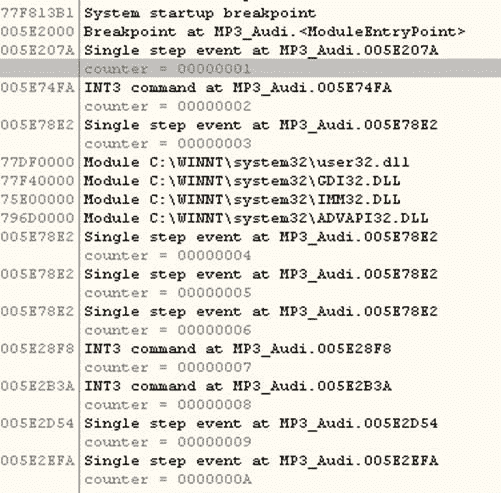 77F813B1 System startup breakpoint
005E2000 Breakpoint at MP3_Audi.<ModuleEntryPoint>
005E207A Single step event at MP3_Audi.005E207A
counter = 00000001
005E74FA INT3 command at MP3_Audi.005E74FA
counter = 00000002
005E78E2 Single step event at MP3_Audi.005E78E2
counter = 00000003
77DF0000 Module C:\WINNT\system32\user32.dll
77F40000 Module C:\WINNT\system32\GDI32.DLL
75E00000 Module C:\WINNT\system32\IMM32.DLL
796D0000 Module C:\WINNT\system32\ADVAPI32.DLL
005E78E2 Single step event at MP3_Audi.005E78E2
counter = 00000004
005E78E2 Single step event at MP3_Audi.005E78E2
counter = 00000005
005E78E2 Single step event at MP3_Audi.005E78E2
counter = 00000006
005E28F8 INT3 command at MP3_Audi.005E28F8
counter = 00000007
005E2B3A INT3 command at MP3_Audi.005E2B3A
counter = 00000008
005E2D54 Single step event at MP3_Audi.005E2D54
counter = 00000009
005E2EFA Single step event at MP3_Audi.005E2EFA
counter = 0000000A